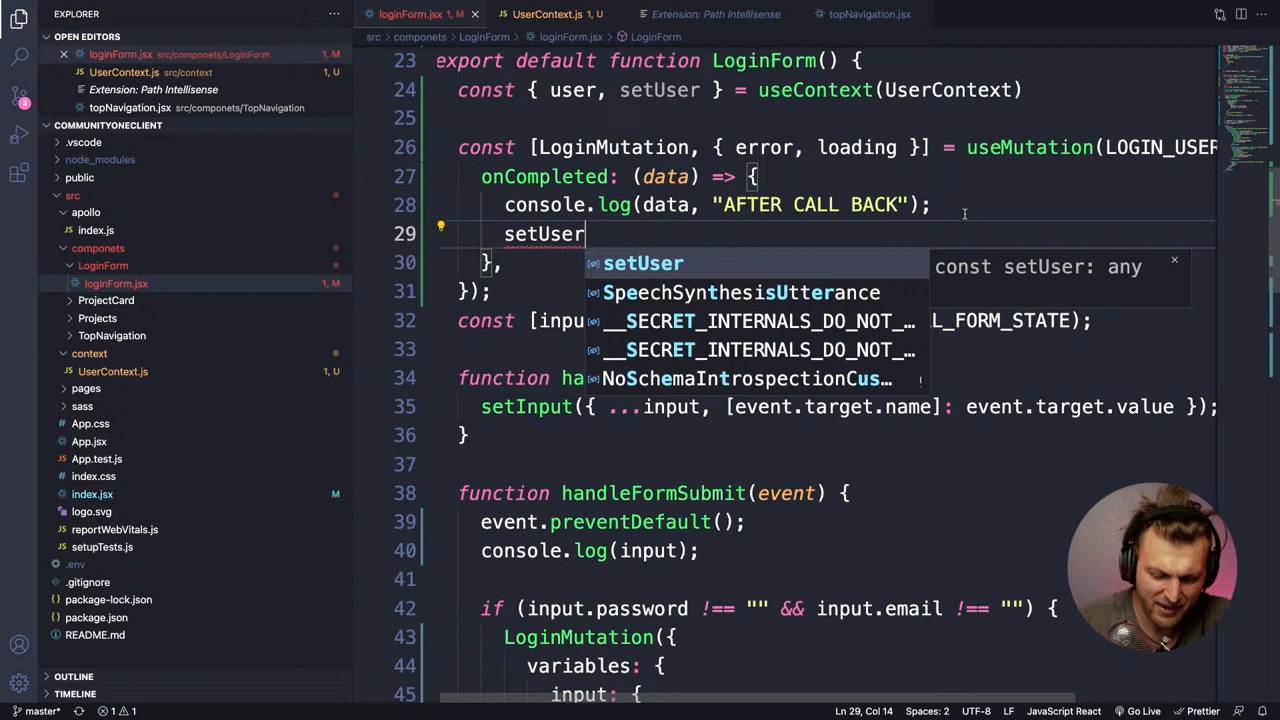 EXPLORER
OPEN EDITORS
loginForm.jsx src/componets/LoginForm 1, M
UserContext.js src/context 1, U
Extension: Path Intellisense
topNavigation.jsx src/componets/TopNavigation
COMMUNITYONECLIENT
.vscode
node_modules
public
src
apollo
index.js
componets
LoginForm
loginForm.jsx 1, M
ProjectCard
Projects
TopNavigation
context
UserContext.js 1, U
pages
sass
App.css
App.jsx
App.test.js
index.css
index.jsx M
logo.svg
reportWebVitals.js
setupTests.js
.env
.gitignore
package-lock.json
package.json
README.md
OUTLINE
TIMELINE
3
loginForm.jsx 1, M
UserContext.js 1, U
Extension: Path Intellisense
topNavigation.jsx
src > componets > LoginForm > loginForm.jsx > LoginForm
23 export default function LoginForm() {
24 const { user, setUser } = useContext(UserContext)
25
26 const [LoginMutation, { error, loading }] = useMutation(LOGIN_USER
27 onCompleted: (data) => {
28 console.log(data, "AFTER CALL BACK");
29 setUser
30 },
31 });
32 const [inpu L_FORM_STATE);
33
34 function ha
35 setInput({ ...input, [event.target.name]: event.target.value });
36 }
37
38 function handleFormSubmit(event) {
39 event.preventDefault();
40 console.log(input);
41
42 if (input.password !== "" && input.email !== "") {
43 LoginMutation({
44 variables: {
45 input: {
setUser
SpeechSynthesisUtterance
__SECRET_INTERNALS_DO_NOT_…
__SECRET_INTERNALS_DO_NOT_…
NoSchemaIntrospectionCus…
const setUser: any
master*
1 1
Ln 29, Col 14
Spaces: 2
UTF-8
LF
JavaScript React
Go Live
Prettier